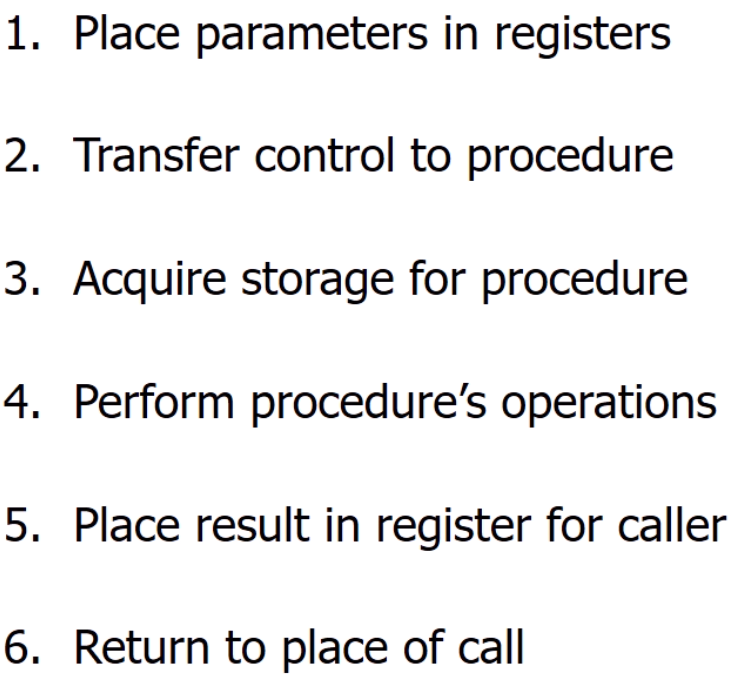 1. Place parameters in registers
2. Transfer control to procedure
3. Acquire storage for procedure
4. Perform procedure’s operations
5. Place result in register for caller
6. Return to place of call